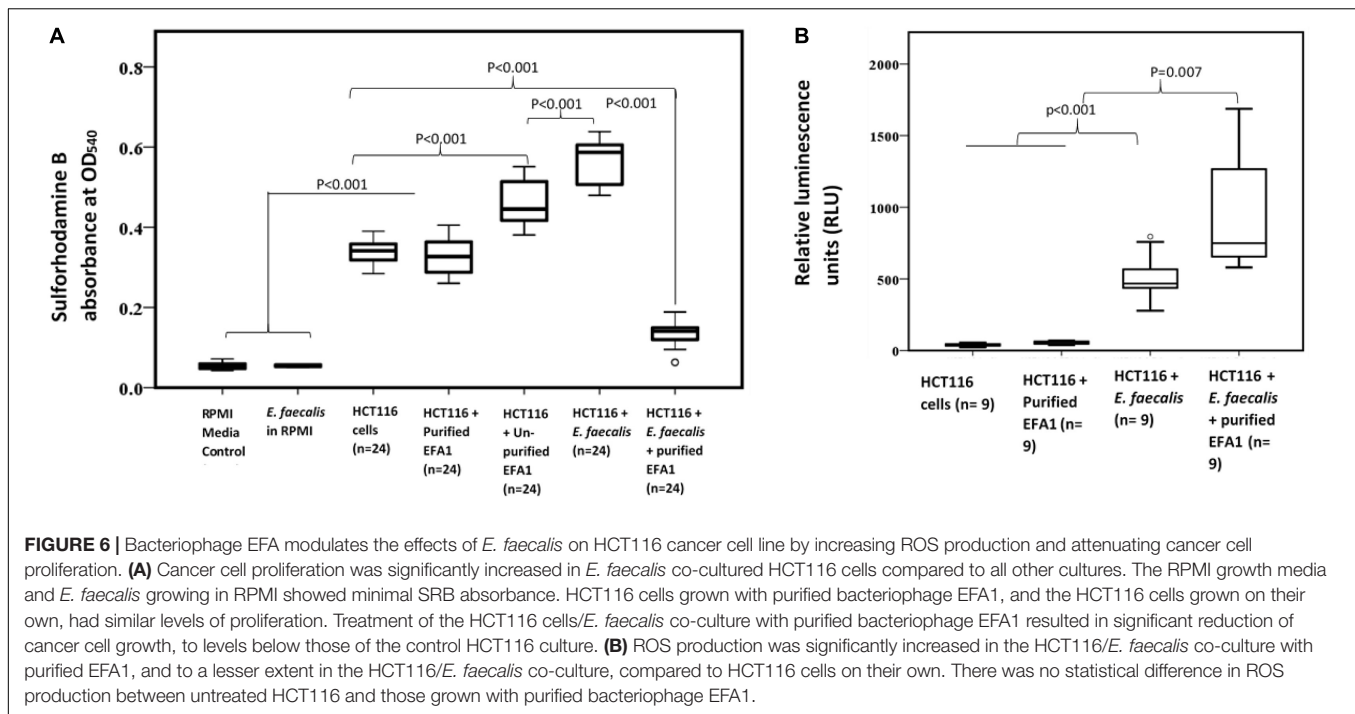 A
Sulforhodamine B
absorbance at OD540
0.8
0.6
0.4
0.2
0.0
P<0.001
P<0.001
P<0.001
P<0.001
P<0.001
RPMI
Media
Control
E. faecalis
in RPMI
HCT116
cells
(n=24)
HCT116 +
Purified
EFA1
(n=24)
HCT116
+ Un-
purified
EFA1
(n=24)
HCT116 +
E. faecalis
(n=24)
HCT116 +
E. faecalis
+ purified
EFA1 (n=24)
B
Relative luminescence
units (RLU)
2000
1500
1000
500
0
P=0.007
p<0.001
HCT116
cells (n= 9)
HCT116 +
Purified
EFA1 (n=
9)
HCT116 +
E. faecalis
(n= 9)
HCT116 +
E. faecalis
+ purified
EFA1 (n=
9)
FIGURE 6 | Bacteriophage EFA modulates the effects of E. faecalis on HCT116 cancer cell line by increasing ROS production and attenuating cancer cell
proliferation. (A) Cancer cell proliferation was significantly increased in E. faecalis co-cultured HCT116 cells compared to all other cultures. The RPMI growth media
and E. faecalis growing in RPMI showed minimal SRB absorbance. HCT116 cells grown with purified bacteriophage EFA1, and the HCT116 cells grown on their
own, had similar levels of proliferation. Treatment of the HCT116 cells/E. faecalis co-culture with purified bacteriophage EFA1 resulted in significant reduction of
cancer cell growth, to levels below those of the control HCT116 culture. (B) ROS production was significantly increased in the HCT116/E. faecalis co-culture with
purified EFA1, and to a lesser extent in the HCT116/E. faecalis co-culture, compared to HCT116 cells on their own. There was no statistical difference in ROS
production between untreated HCT116 and those grown with purified bacteriophage EFA1.